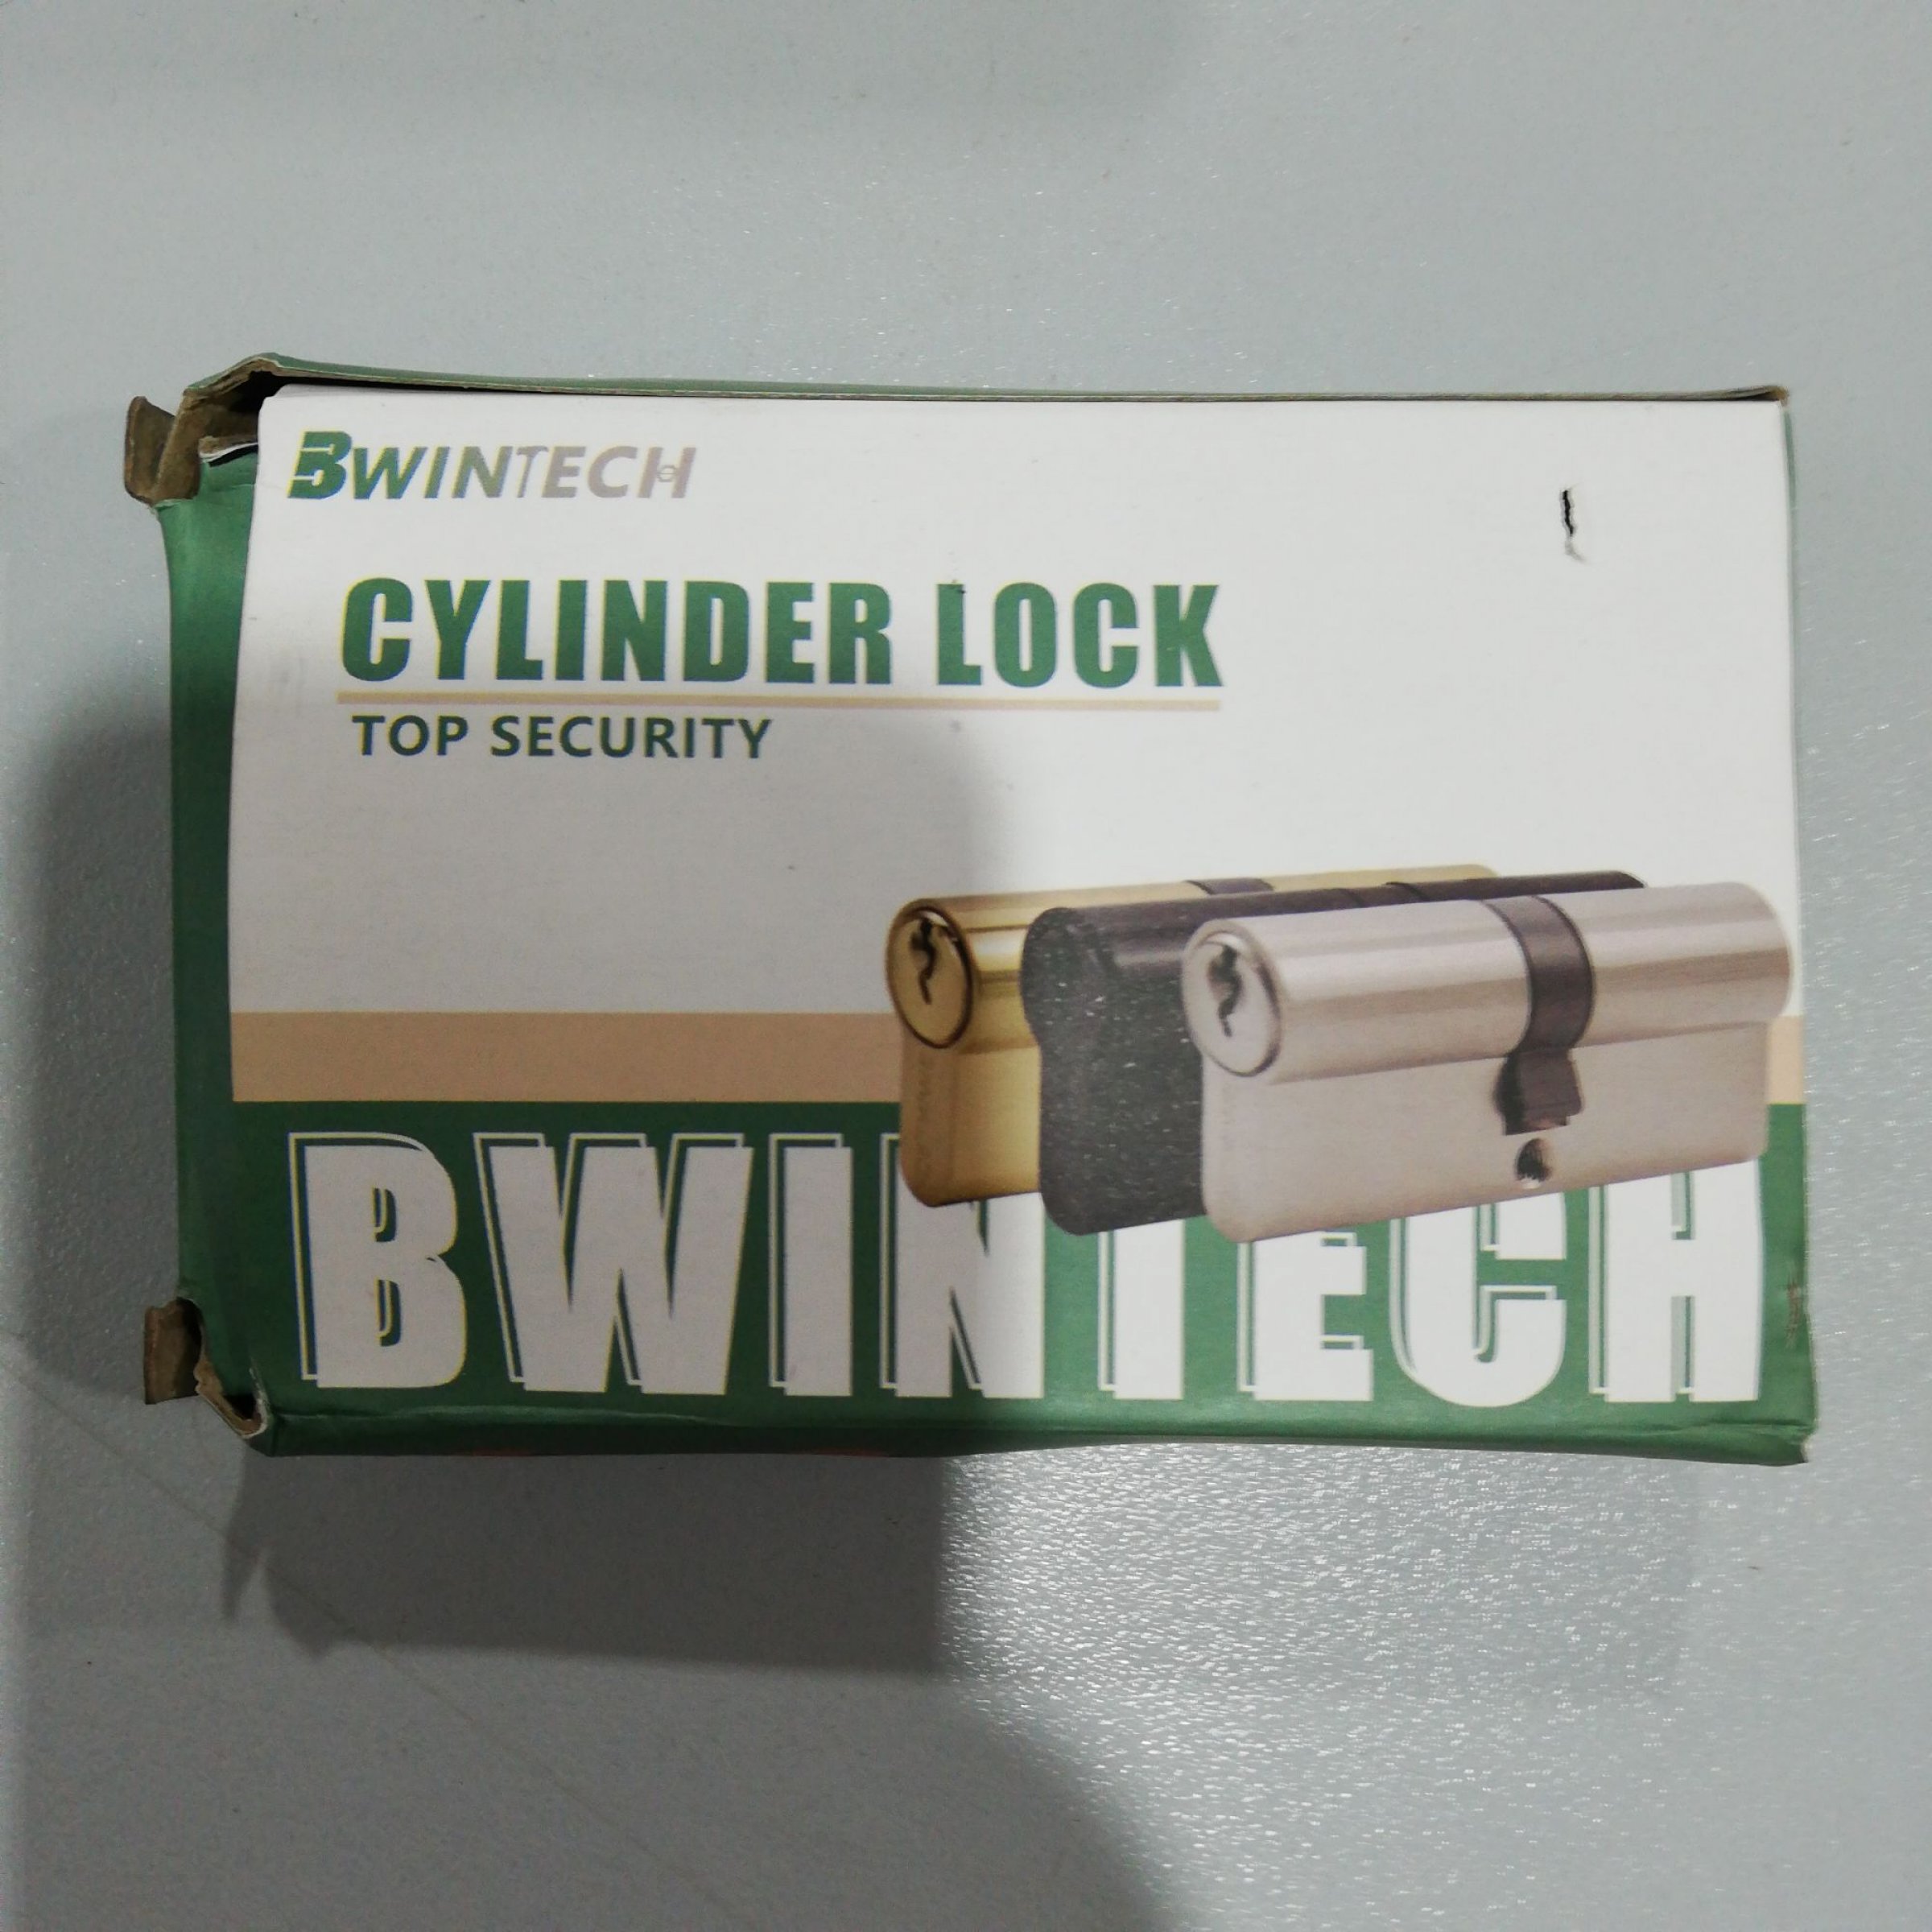 BWINTECH
CYLINDER LOCK
TOP SECURITY
BWINTECH